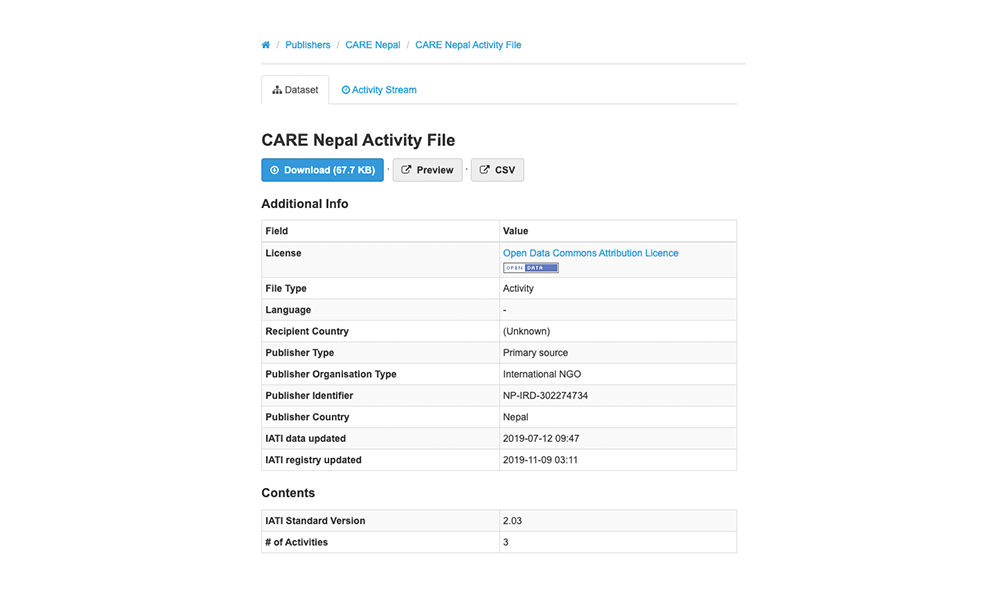 / Publishers / CARE Nepal / CARE Nepal Activity File
Dataset Activity Stream
CARE Nepal Activity File
Download (67.7 KB) · Preview · CSV
Additional Info
Field Value
License Open Data Commons Attribution Licence
OPEN DATA
File Type Activity
Language -
Recipient Country (Unknown)
Publisher Type Primary source
Publisher Organisation Type International NGO
Publisher Identifier NP-IRD-302274734
Publisher Country Nepal
IATI data updated 2019-07-12 09:47
IATI registry updated 2019-11-09 03:11
Contents
IATI Standard Version 2.03
# of Activities 3